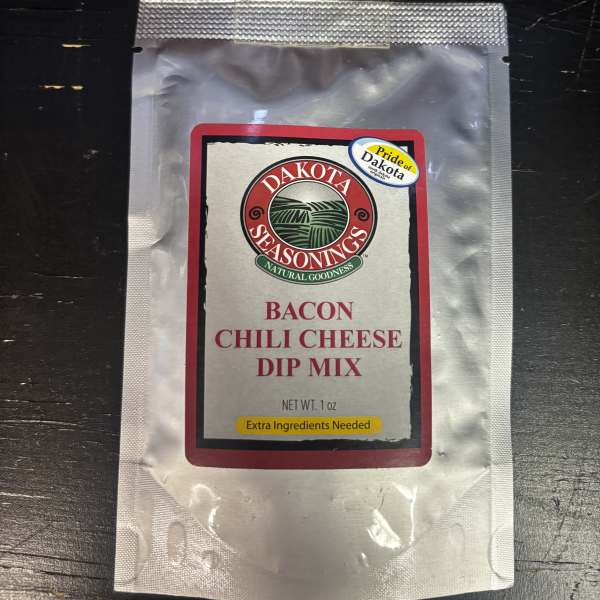 Pride of
Dakota
DAKOTA
SEASONINGS
TM
NATURAL GOODNESS
BACON
CHILI CHEESE
DIP MIX
NET WT. 1 oz
Extra Ingredients Needed